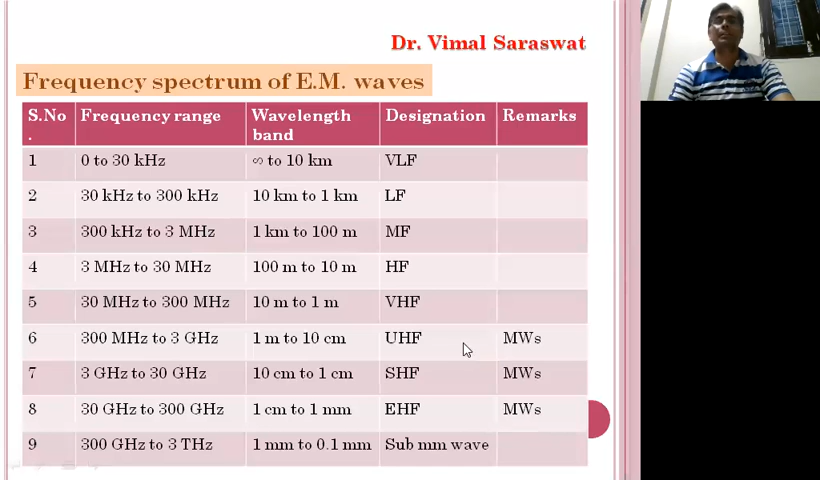 Dr. Vimal Saraswat
Frequency spectrum of E.M. waves
S.No. Frequency range Wavelength band Designation Remarks
1 0 to 30 kHz ∞ to 10 km VLF
2 30 kHz to 300 kHz 10 km to 1 km LF
3 300 kHz to 3 MHz 1 km to 100 m MF
4 3 MHz to 30 MHz 100 m to 10 m HF
5 30 MHz to 300 MHz 10 m to 1 m VHF
6 300 MHz to 3 GHz 1 m to 10 cm UHF MWs
7 3 GHz to 30 GHz 10 cm to 1 cm SHF MWs
8 30 GHz to 300 GHz 1 cm to 1 mm EHF MWs
9 300 GHz to 3 THz 1 mm to 0.1 mm Sub mm wave